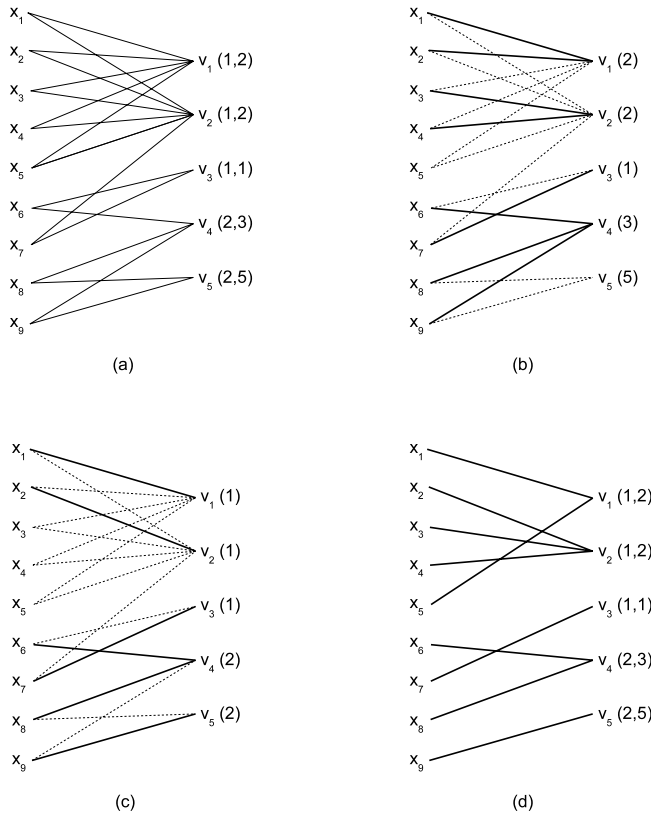 x1
x2
x3
x4
x5
x6
x7
x8
x9
v1 (1,2)
v2 (1,2)
v3 (1,1)
v4 (2,3)
v5 (2,5)
(a)
x1
x2
x3
x4
x5
x6
x7
x8
x9
v1 (2)
v2 (2)
v3 (1)
v4 (3)
v5 (5)
(b)
x1
x2
x3
x4
x5
x6
x7
x8
x9
v1 (1)
v2 (1)
v3 (1)
v4 (2)
v5 (2)
(c)
x1
x2
x3
x4
x5
x6
x7
x8
x9
v1 (1,2)
v2 (1,2)
v3 (1,1)
v4 (2,3)
v5 (2,5)
(d)